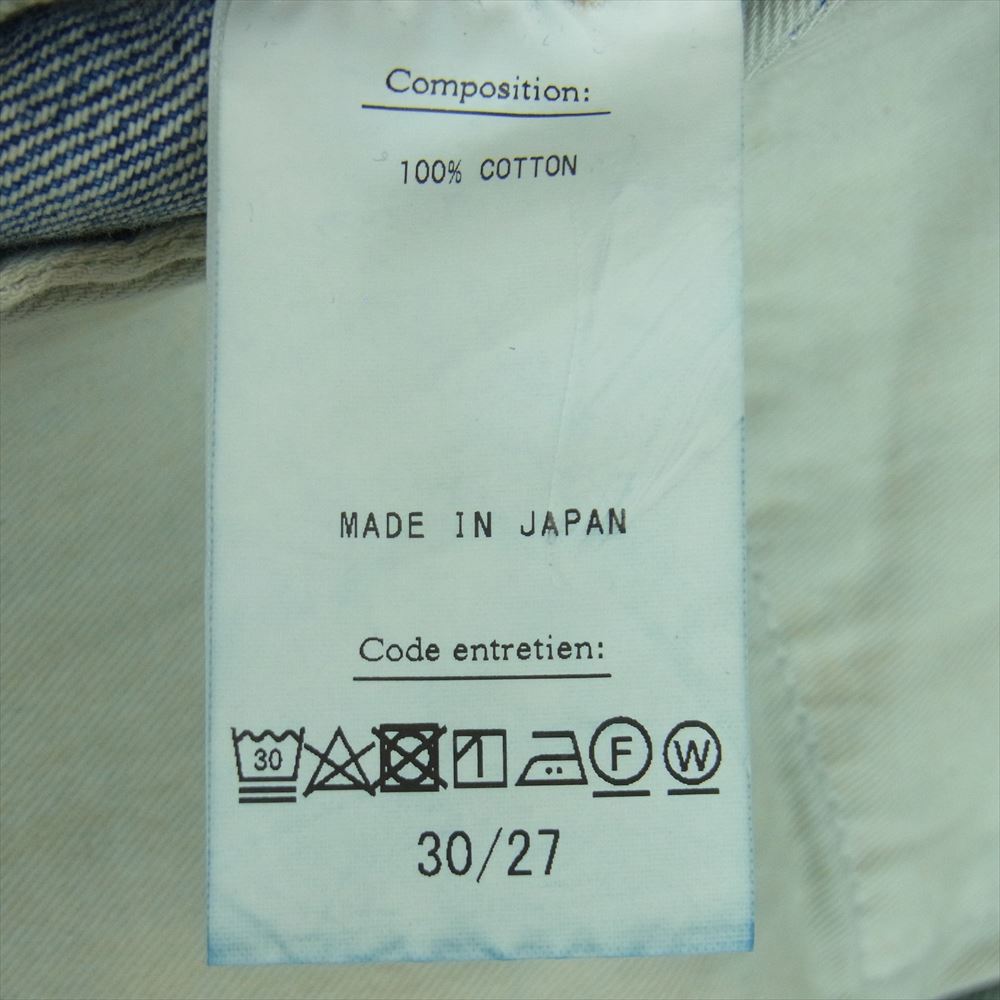 Composition:
100% COTTON
MADE IN JAPAN
Code entretien:
30 F W
30/27